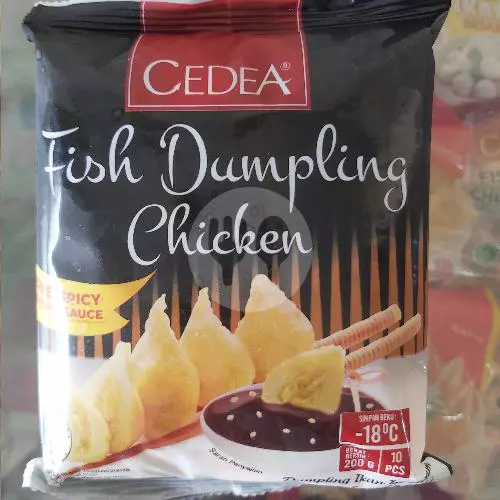 CEDEA®
Fish Dumpling
Chicken
SPICY
SAUCE
SIMPAN BEKU :
-18°C
BERAT
BERSIH
200 G
10
PCS
Saran Penyajian
Dumpling Ikan